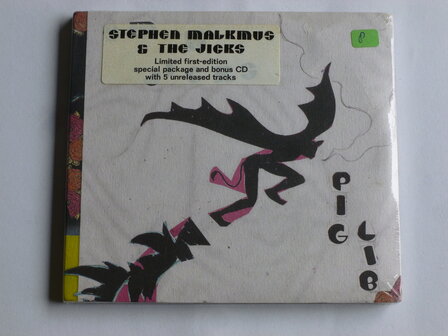 STEPHEN MALKMUS
& THE JICKS
Limited first-edition
special package and bonus CD
with 5 unreleased tracks
8
PIG
LIB